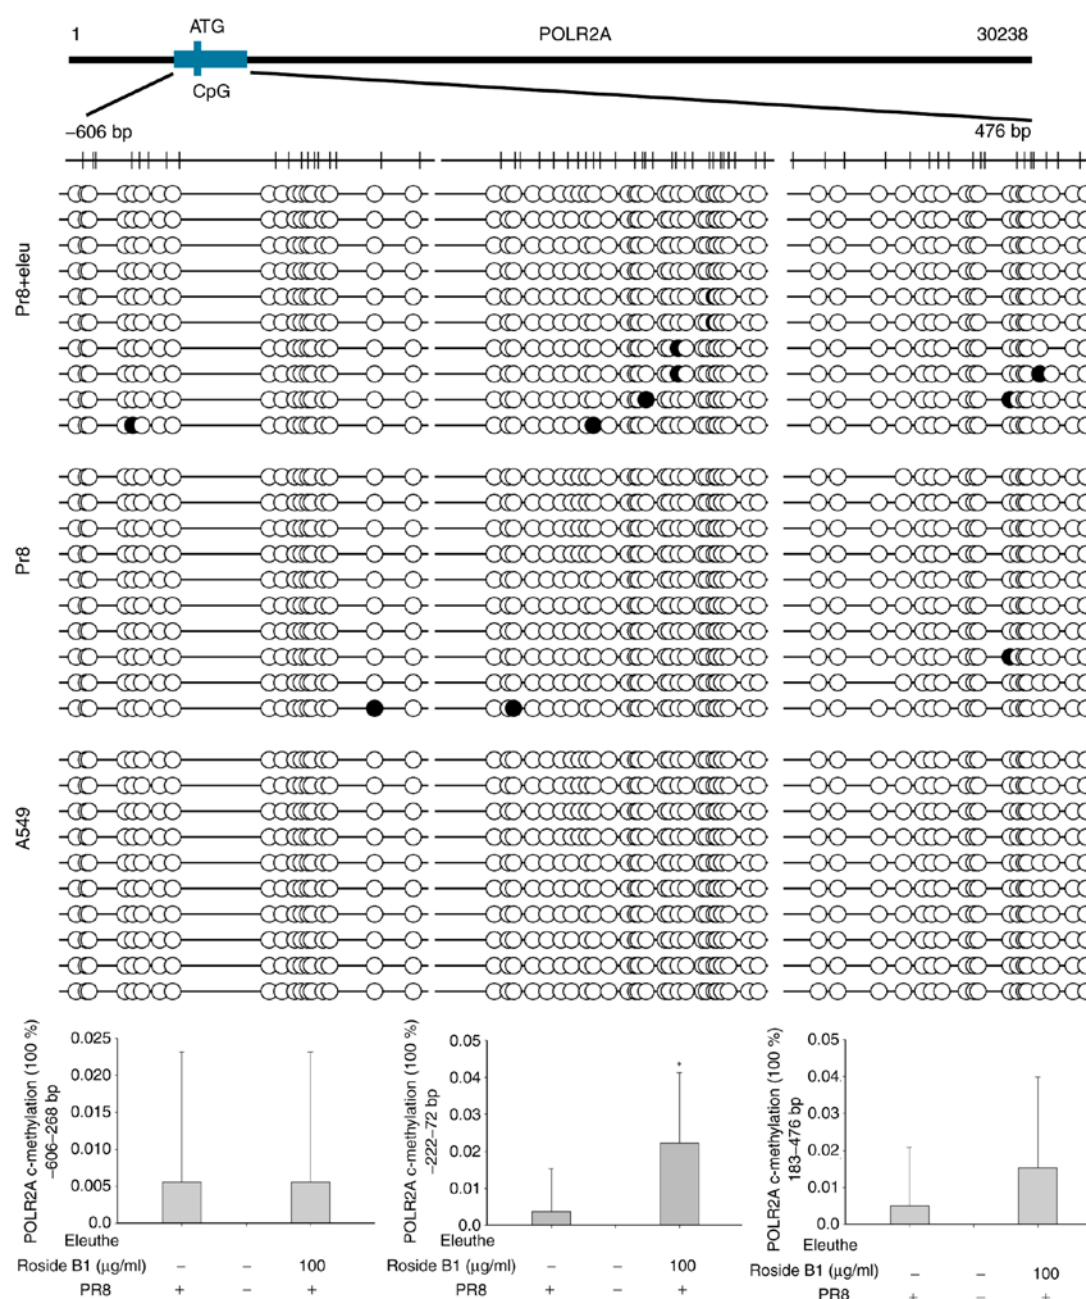 ATG
1 POLR2A 30238
CpG
–606 bp 476 bp
Pr8+eleu
Pr8
A549
POLR2A c-methylation (100 %)
–606–268 bp
0.025
0.020
0.015
0.010
0.005
0.0
POLR2A c-methylation (100 %)
–222–72 bp
0.05
0.04
0.03
0.02
0.01
0.0
*
POLR2A c-methylation (100 %)
183–476 bp
0.05
0.04
0.03
0.02
0.01
0.0
Eleuthe
Roside B1 (µg/ml) – – 100
PR8 + – +
Eleuthe
Roside B1 (µg/ml) – – 100
PR8 + – +
Eleuthe
Roside B1 (µg/ml) – – 100
PR8 + – +